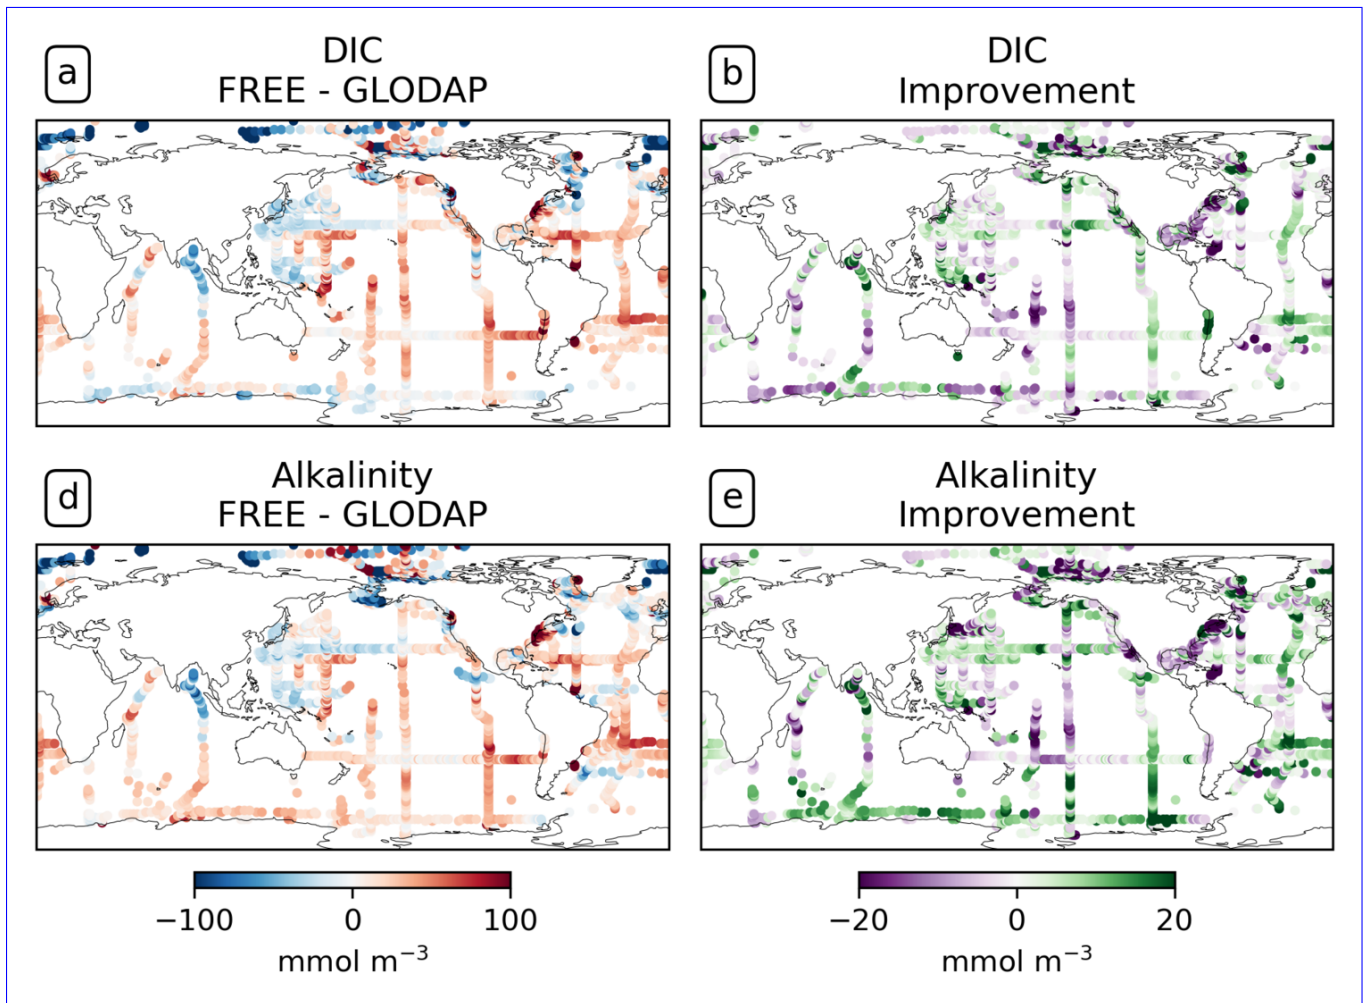 a
DIC
FREE - GLODAP
b
DIC
Improvement
d
Alkalinity
FREE - GLODAP
e
Alkalinity
Improvement
−100 0 100
mmol m⁻³
−20 0 20
mmol m⁻³